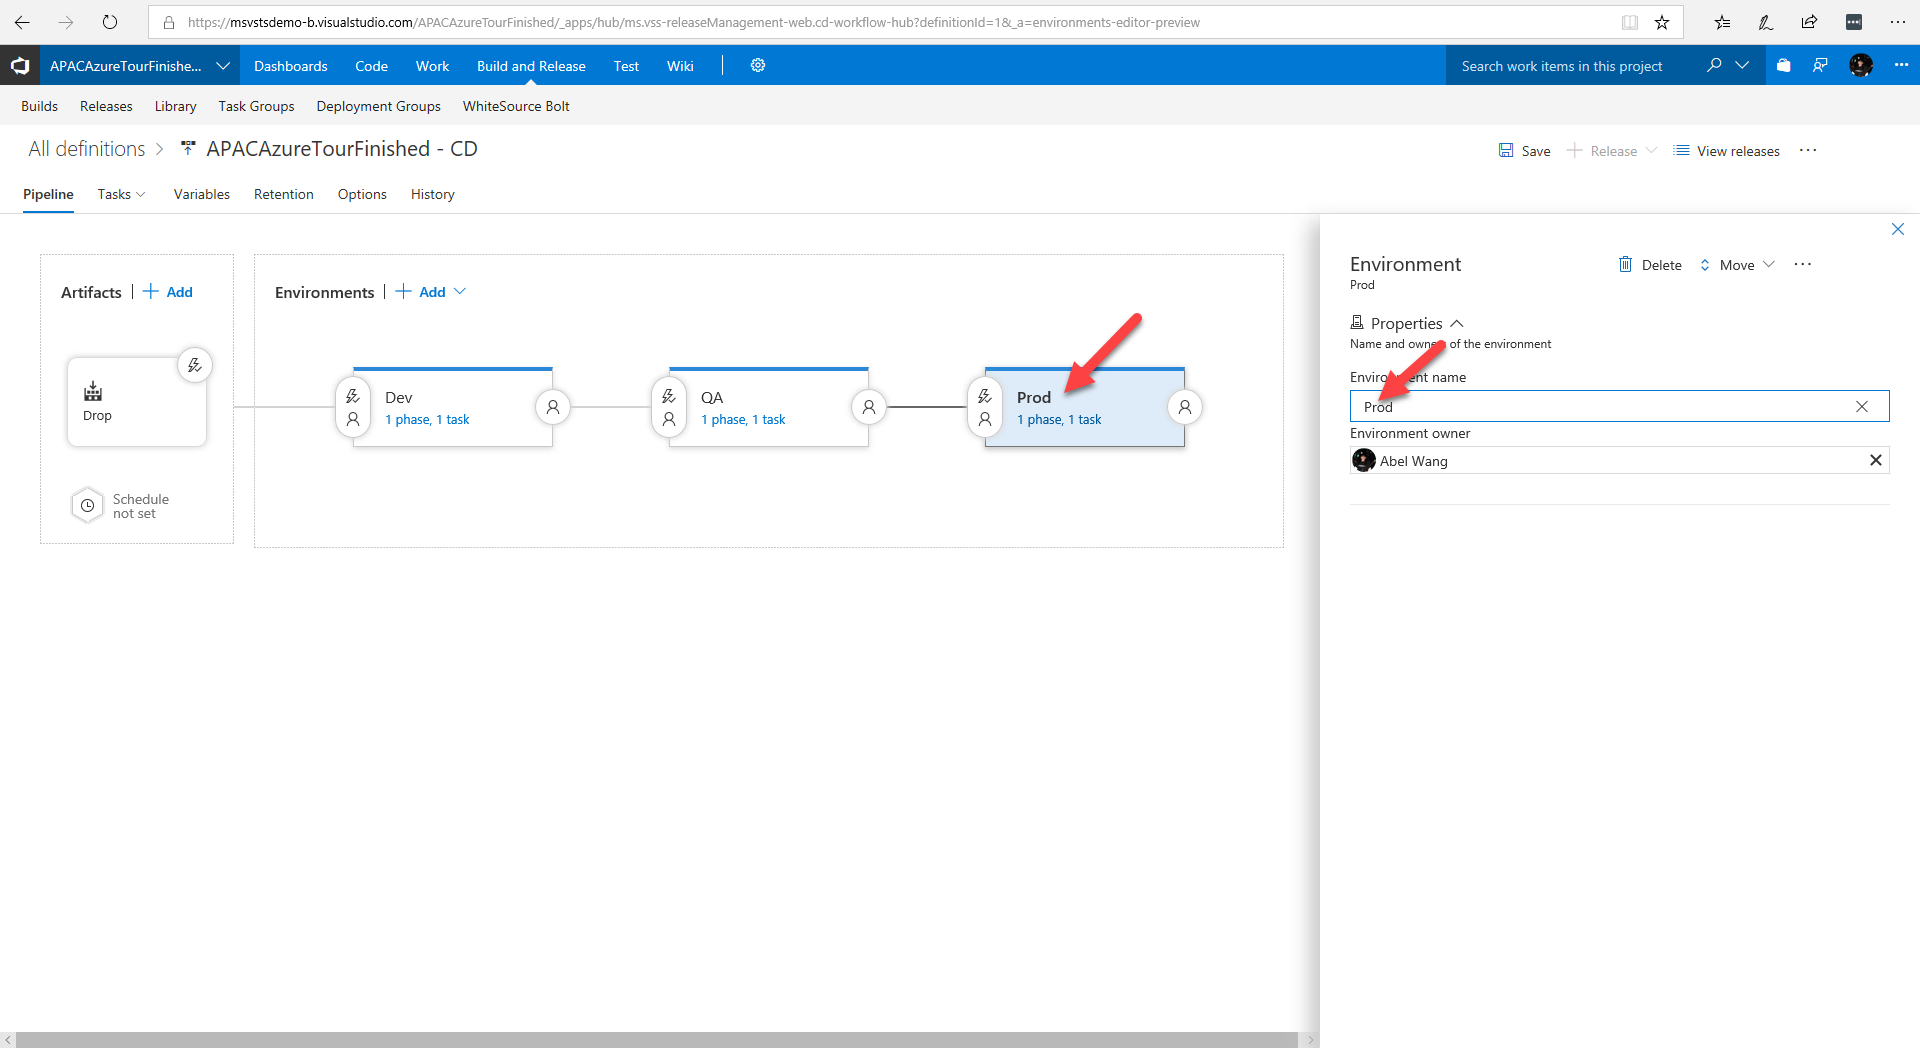 https://msvstsdemo-b.visualstudio.com/APACAzureTourFinished/_apps/hub/ms.vss-releaseManagement-web.cd-workflow-hub?definitionId=1&_a=environments-editor-preview
APACAzureTourFinishe... Dashboards Code Work Build and Release Test Wiki Search work items in this project
Builds Releases Library Task Groups Deployment Groups WhiteSource Bolt
All definitions > APACAzureTourFinished - CD
Save Release View releases
Pipeline Tasks Variables Retention Options History
Artifacts | + Add
Environments | + Add
Drop
Schedule
not set
Dev
1 phase, 1 task
QA
1 phase, 1 task
Prod
1 phase, 1 task
Environment
Delete Move
Prod
Properties
Name and owners of the environment
Environment name
Prod
Environment owner
Abel Wang